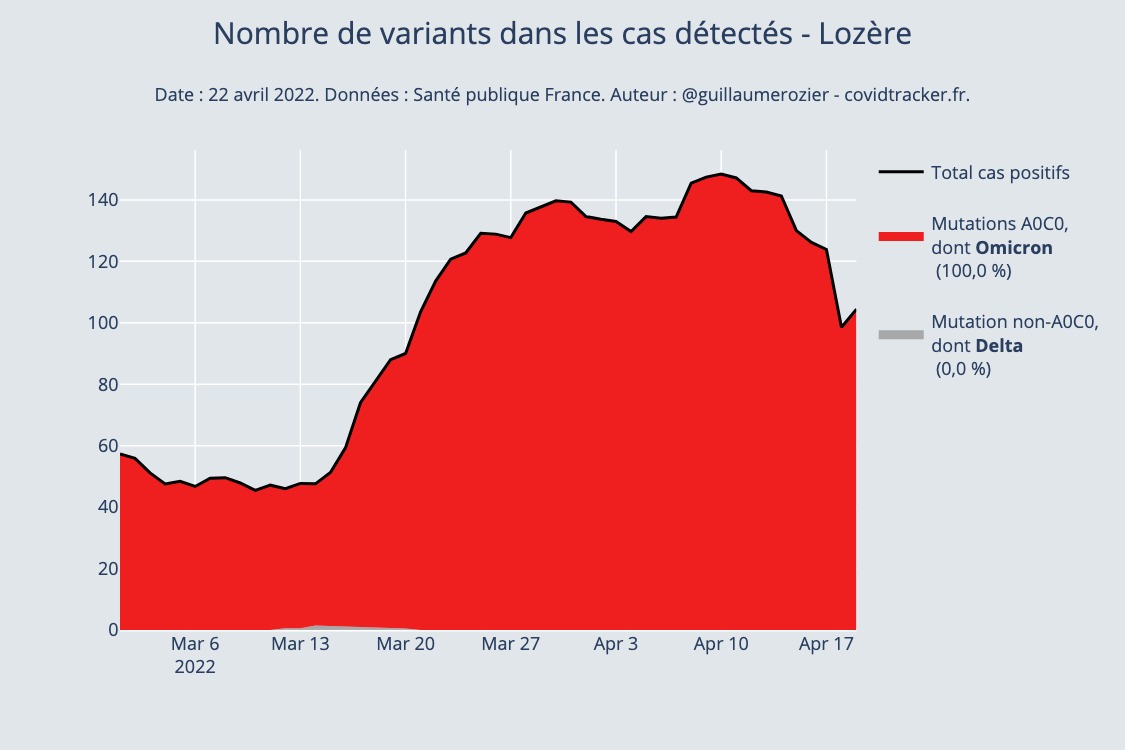 Nombre de variants dans les cas détectés - Lozère
Date : 22 avril 2022. Données : Santé publique France. Auteur : @guillaumerozier - covidtracker.fr.
140
120
100
80
60
40
20
0
Mar 6
2022
Mar 13
Mar 20
Mar 27
Apr 3
Apr 10
Apr 17
Total cas positifs
Mutations A0C0,
dont Omicron
(100,0 %)
Mutation non-A0C0,
dont Delta
(0,0 %)